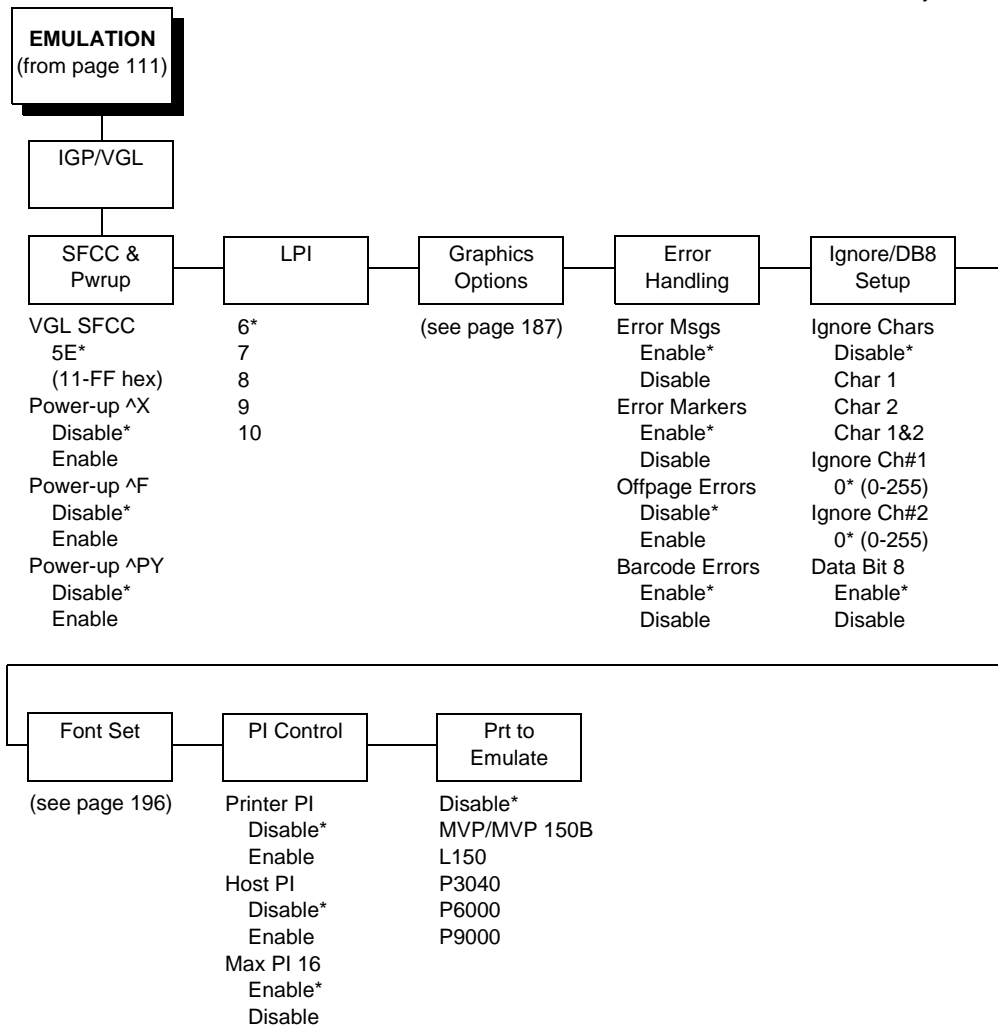 EMULATION
(from page 111)
IGP/VGL
SFCC &
Pwrup
VGL SFCC
5E*
(11-FF hex)
Power-up ^X
Disable*
Enable
Power-up ^F
Disable*
Enable
Power-up ^PY
Disable*
Enable
LPI
6*
7
8
9
10
Graphics
Options
(see page 187)
Error
Handling
Error Msgs
Enable*
Disable
Error Markers
Enable*
Disable
Offpage Errors
Disable*
Enable
Barcode Errors
Enable*
Disable
Ignore/DB8
Setup
Ignore Chars
Disable*
Char 1
Char 2
Char 1&2
Ignore Ch#1
0* (0-255)
Ignore Ch#2
0* (0-255)
Data Bit 8
Enable*
Disable
Font Set
(see page 196)
PI Control
Printer PI
Disable*
Enable
Host PI
Disable*
Enable
Max PI 16
Enable*
Disable
Prt to
Emulate
Disable*
MVP/MVP 150B
L150
P3040
P6000
P9000